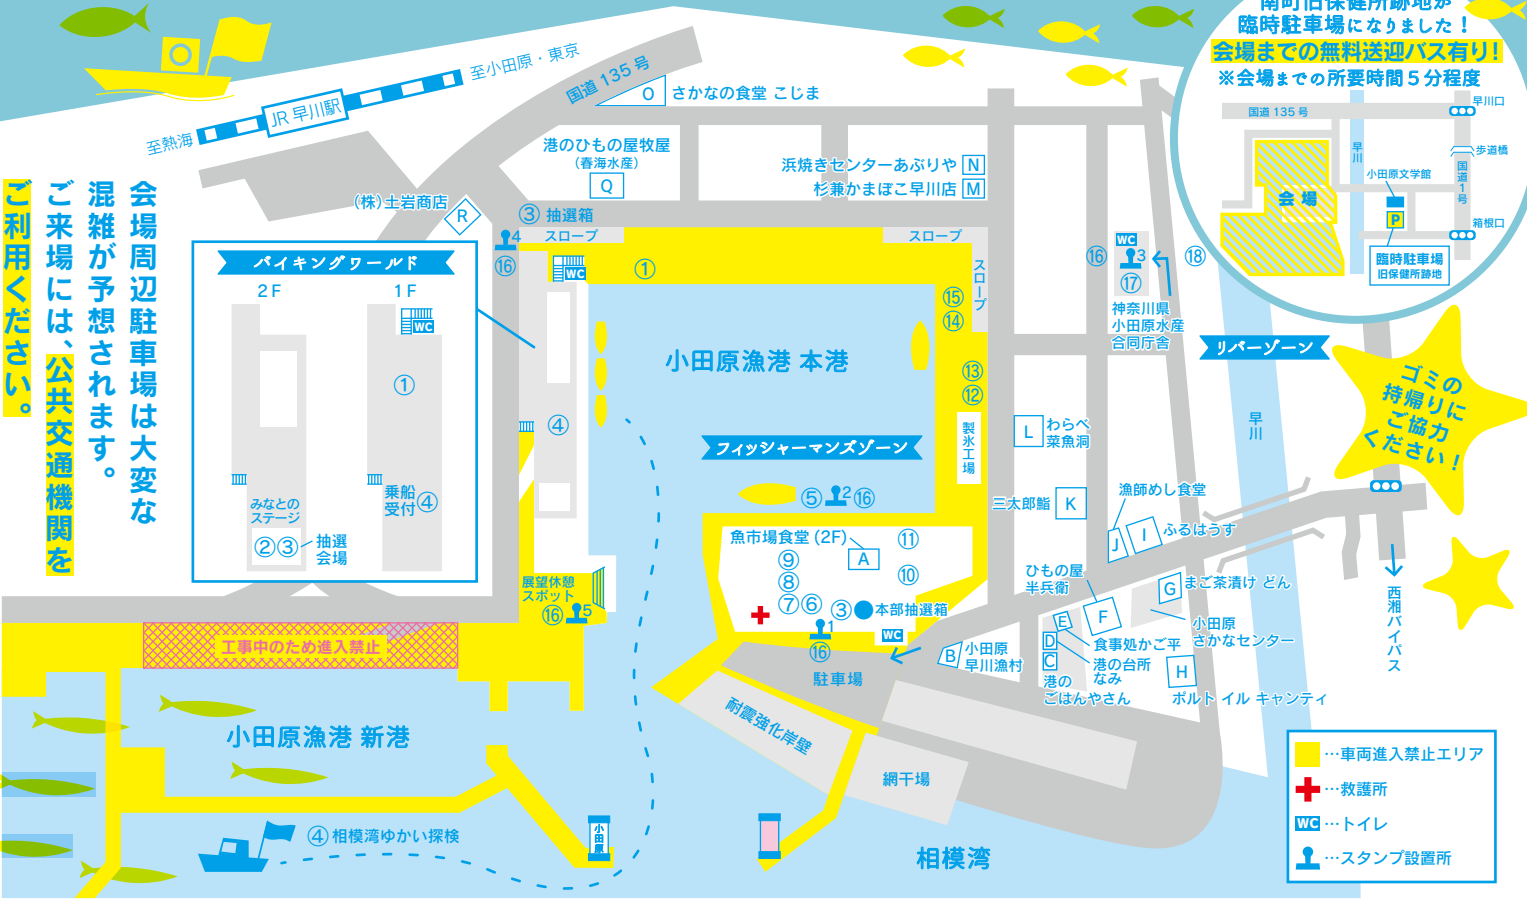 至小田原・東京
JR 早川駅
至熱海
国道 135 号
O
さかなの食堂 こじま
港のひもの屋牧屋
(春海水産)
Q
浜焼きセンターあぶりや N
杉兼かまぼこ早川店 M
(株)土岩商店
R
③ 抽選箱
4
⑯
スロープ
スロープ
スロープ
WC
①
会場周辺駐車場は大変な
混雑が予想されます。
ご来場には、公共交通機関を
ご利用ください。
バイキングワールド
2F
1F
WC
①
みなとの
ステージ
②③
抽選
会場
乗船
受付
④
④
小田原漁港 本港
フィッシャーマンズゾーン
⑮
⑭
⑬
⑫
製氷工場
⑤
2
⑯
魚市場食堂 (2F)
A
⑪
⑩
⑨
⑧
⑦⑥
③
本部抽選箱
1
⑯
WC
展望休憩
スポット
⑯
5
駐車場
耐震強化岸壁
網干場
工事中のため進入禁止
小田原漁港 新港
④ 相模湾ゆかい探検
小田原
相模湾
⑯
WC
3
⑰
⑱
神奈川県
小田原水産
合同庁舎
リバーゾーン
早川
L
わらべ
菜魚洞
三太郎鮨
K
漁師めし食堂
J
I
ふるはうす
ひもの屋
半兵衛
F
G
まご茶漬け どん
小田原
さかなセンター
E
D
C
食事処かご平
港の台所
なみ
港の
ごはんやさん
H
ポルト イル キャンティ
B
小田原
早川漁村
西湘バイパス
ゴミの
持帰りに
ご協力
ください！
南町旧保健所跡地が
臨時駐車場になりました！
会場までの無料送迎バス有り！
※会場までの所要時間５分程度
国道 135 号
早川口
早川
歩道橋
国道1号
小田原文学館
会場
P
箱根口
臨時駐車場
旧保健所跡地
…車両進入禁止エリア
…救護所
WC …トイレ
…スタンプ設置所